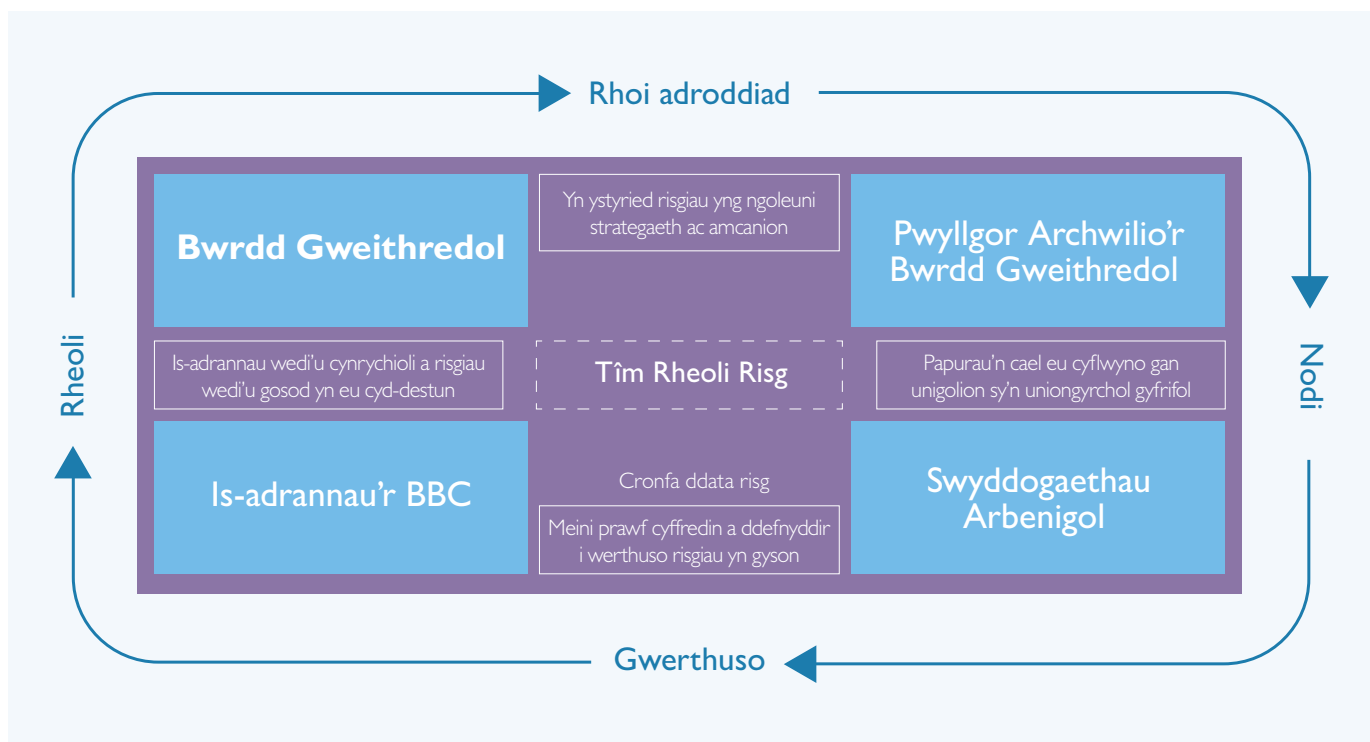 Rhoi adroddiad
Bwrdd Gweithredol
Yn ystyried risgiau yng ngoleuni
strategaeth ac amcanion
Pwyllgor Archwilio’r
Bwrdd Gweithredol
Rheoli
Is-adrannau wedi’u cynrychioli a risgiau
wedi’u gosod yn eu cyd-destun
Tîm Rheoli Risg
Papurau’n cael eu cyflwyno gan
unigolion sy’n uniongyrchol gyfrifol
Nodi
Is-adrannau’r BBC
Cronfa ddata risg
Meini prawf cyffredin a ddefnyddir
i werthuso risgiau yn gyson
Swyddogaethau
Arbenigol
Gwerthuso